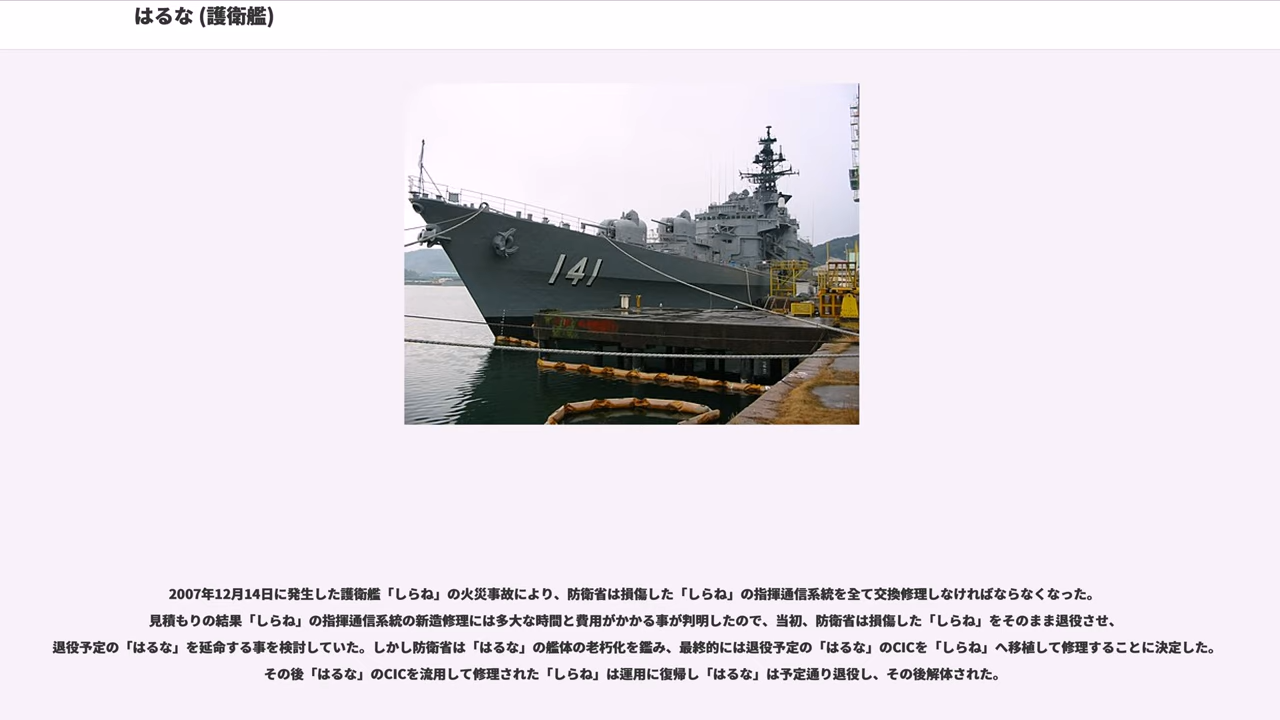 はるな (護衛艦)
141
2007年12月14日に発生した護衛艦「しらね」の火災事故により、防衛省は損傷した「しらね」の指揮通信系統を全て交換修理しなければならなくなった。
見積もりの結果「しらね」の指揮通信系統の新造修理には多大な時間と費用がかかる事が判明したので、当初、防衛省は損傷した「しらね」をそのまま退役させ、
退役予定の「はるな」を延命する事を検討していた。しかし防衛省は「はるな」の艦体の老朽化を鑑み、最終的には退役予定の「はるな」のCICを「しらね」へ移植して修理することに決定した。
その後「はるな」のCICを流用して修理された「しらね」は運用に復帰し「はるな」は予定通り退役し、その後解体された。